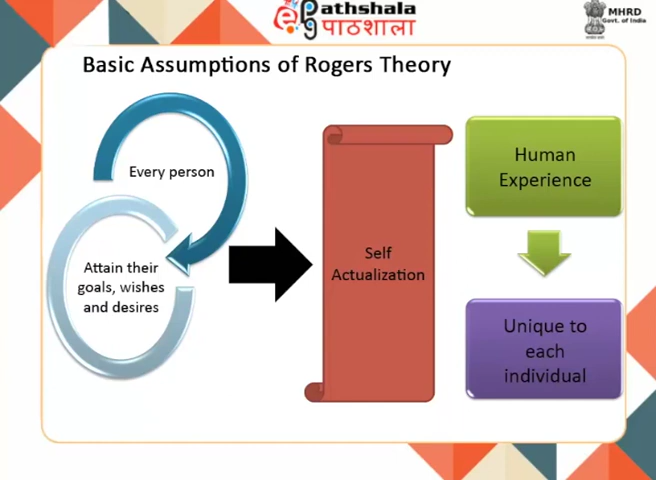 epg Pathshala
पाठशाला
MHRD
Govt. of India
Basic Assumptions of Rogers Theory
Every person
Attain their
goals, wishes
and desires
Self
Actualization
Human
Experience
Unique to
each
individual